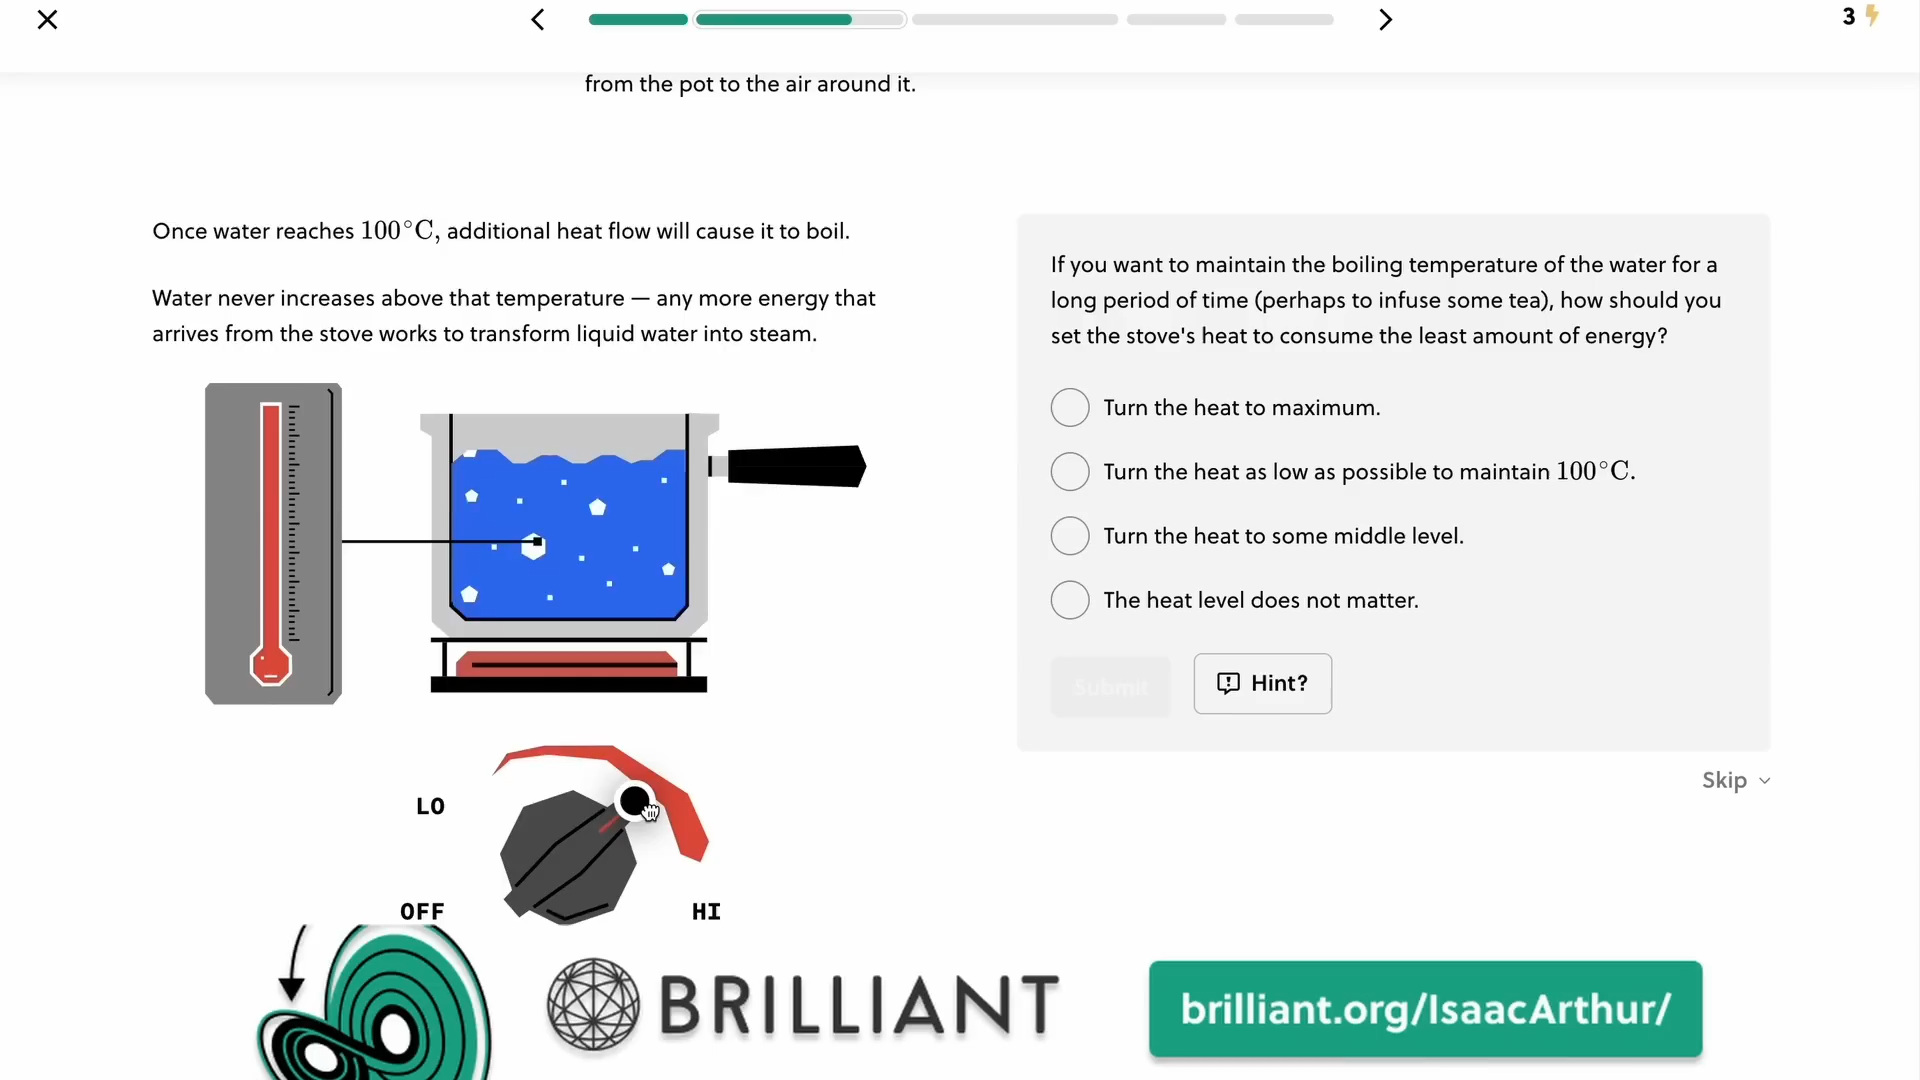 3
from the pot to the air around it.
Once water reaches 100°C, additional heat flow will cause it to boil.
Water never increases above that temperature — any more energy that
arrives from the stove works to transform liquid water into steam.
If you want to maintain the boiling temperature of the water for a
long period of time (perhaps to infuse some tea), how should you
set the stove's heat to consume the least amount of energy?
Turn the heat to maximum.
Turn the heat as low as possible to maintain 100°C.
Turn the heat to some middle level.
The heat level does not matter.
Submit
Hint?
Skip
LO
OFF
HI
BRILLIANT
brilliant.org/IsaacArthur/